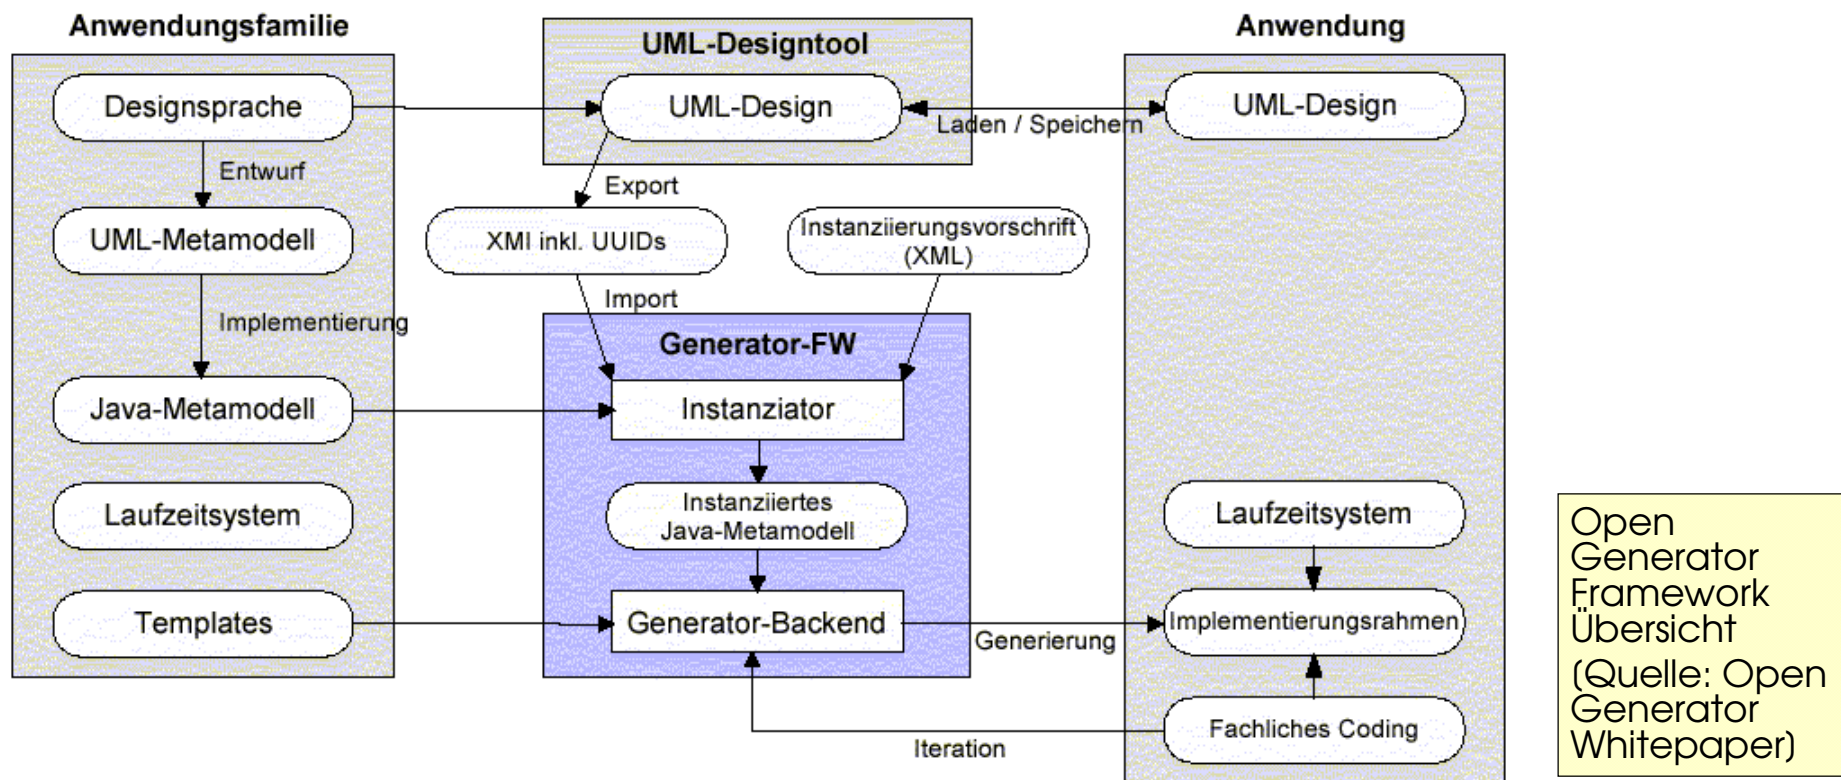 Anwendungsfamilie
UML-Designtool
Anwendung
Designsprache
UML-Design
Laden / Speichern
UML-Design
Entwurf
Export
UML-Metamodell
XMI inkl. UUIDs
Instanziierungsvorschrift
(XML)
Import
Implementierung
Generator-FW
Java-Metamodell
Instanziator
Laufzeitsystem
Instanziiertes
Java-Metamodell
Laufzeitsystem
Templates
Generator-Backend
Generierung
Implementierungsrahmen
Iteration
Fachliches Coding
Open
Generator
Framework
Übersicht
(Quelle: Open
Generator
Whitepaper)